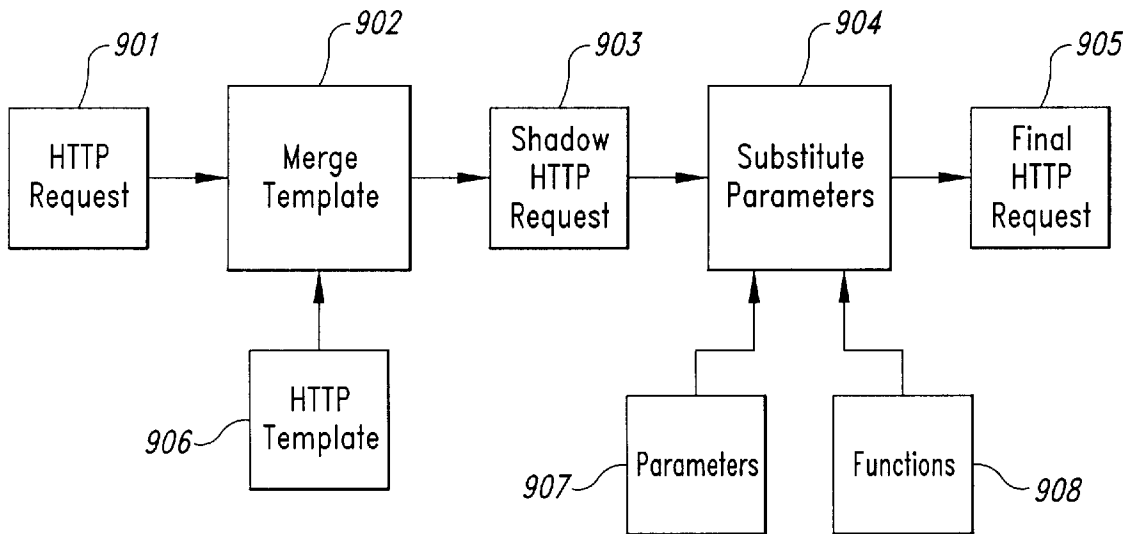 901
902
903
904
905
HTTP
Request
Merge
Template
Shadow
HTTP
Request
Substitute
Parameters
Final
HTTP
Request
HTTP
Template
906
Parameters
907
Functions
908